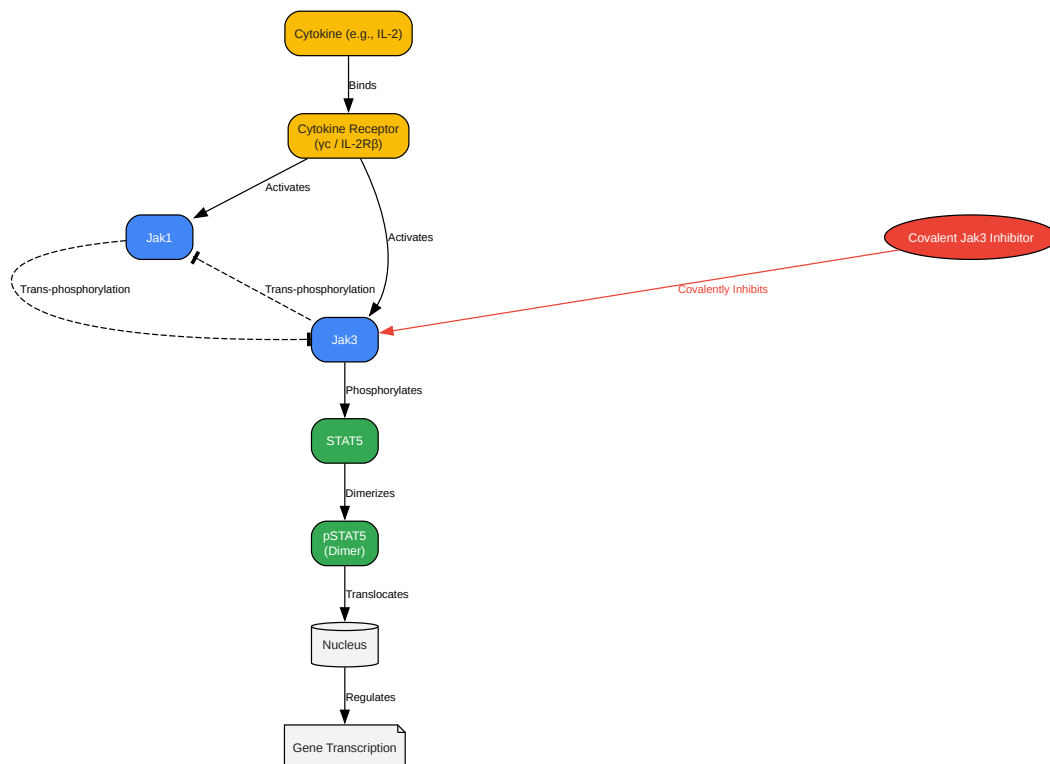 Cytokine (e.g., IL-2)
Binds
Cytokine Receptor
(γc / IL-2Rβ)
Activates
Activates
Jak1
Covalent Jak3 Inhibitor
Trans-phosphorylation
Trans-phosphorylation
Covalently Inhibits
Jak3
Phosphorylates
STAT5
Dimerizes
pSTAT5
(Dimer)
Translocates
Nucleus
Regulates
Gene Transcription